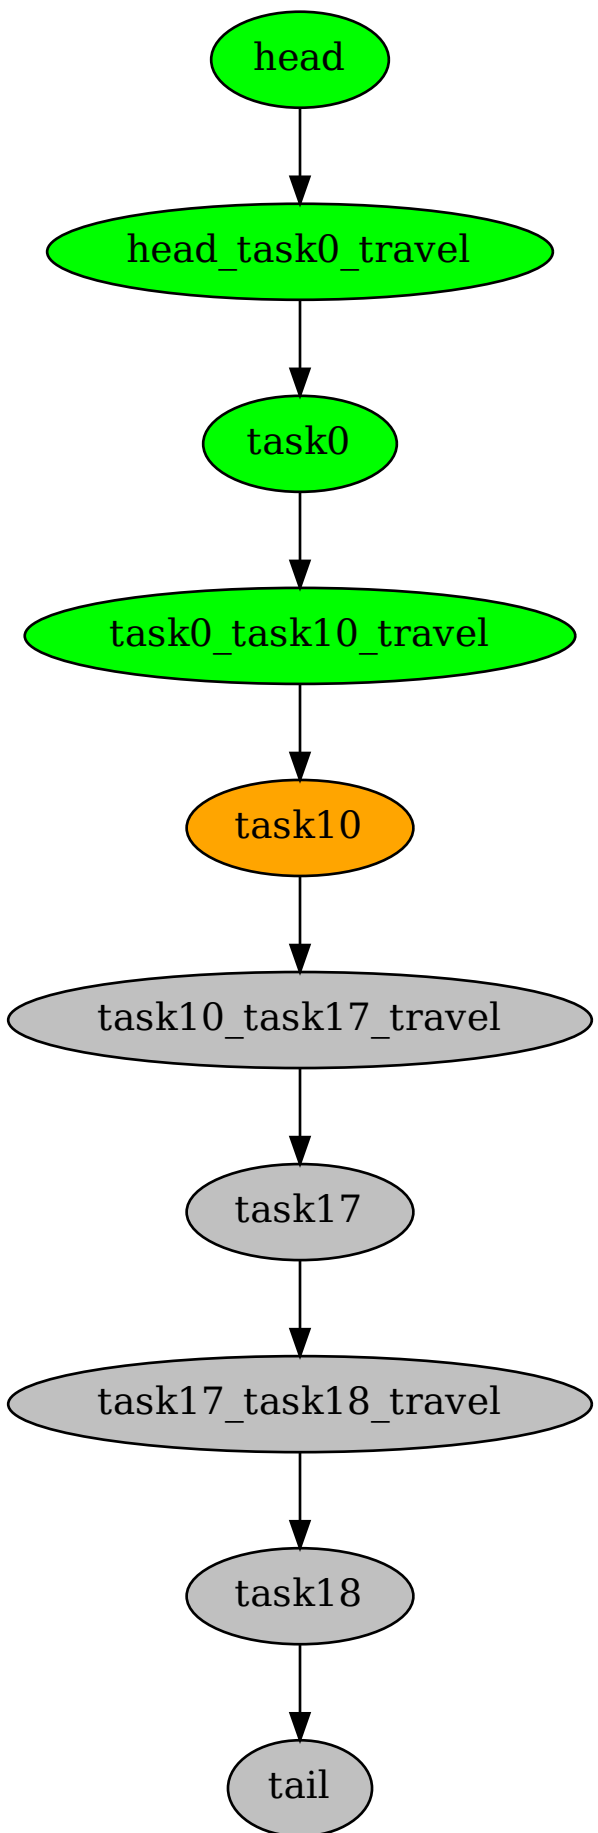 head
head_task0_travel
task0
task0_task10_travel
task10
task10_task17_travel
task17
task17_task18_travel
task18
tail